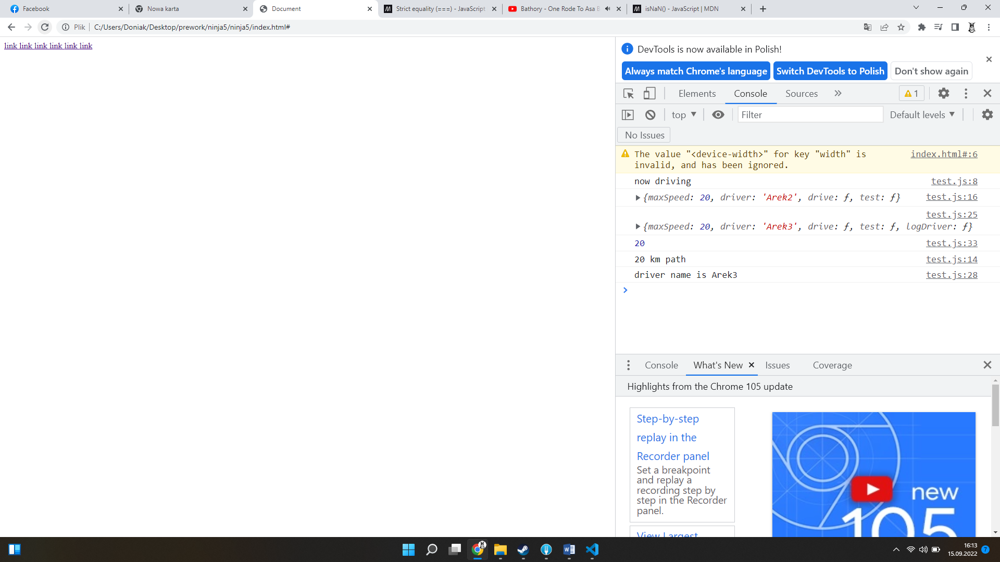 Facebook
Nowa karta
Document
Strict equality (===) - JavaScript
Bathory - One Rode To Asa B
isNaN() - JavaScript | MDN
Plik
C:/Users/Doniak/Desktop/prework/ninja5/ninja5/index.html#
link link link link link link
DevTools is now available in Polish!
Always match Chrome's language
Switch DevTools to Polish
Don't show again
Elements
Console
Sources
1
top
Filter
Default levels
No Issues
The value "<device-width>" for key "width" is index.html#:6
invalid, and has been ignored.
now driving test.js:8
{maxSpeed: 20, driver: 'Arek2', drive: ƒ, test: ƒ} test.js:16
test.js:25
{maxSpeed: 20, driver: 'Arek3', drive: ƒ, test: ƒ, logDriver: ƒ}
20 test.js:33
20 km path test.js:14
driver name is Arek3 test.js:28
Console
What's New
Issues
Coverage
Highlights from the Chrome 105 update
Step-by-step
replay in the
Recorder panel
Set a breakpoint
and replay a
recording step by
step in the Recorder
panel.
View Largest
new
105
16:13
15.09.2022
7